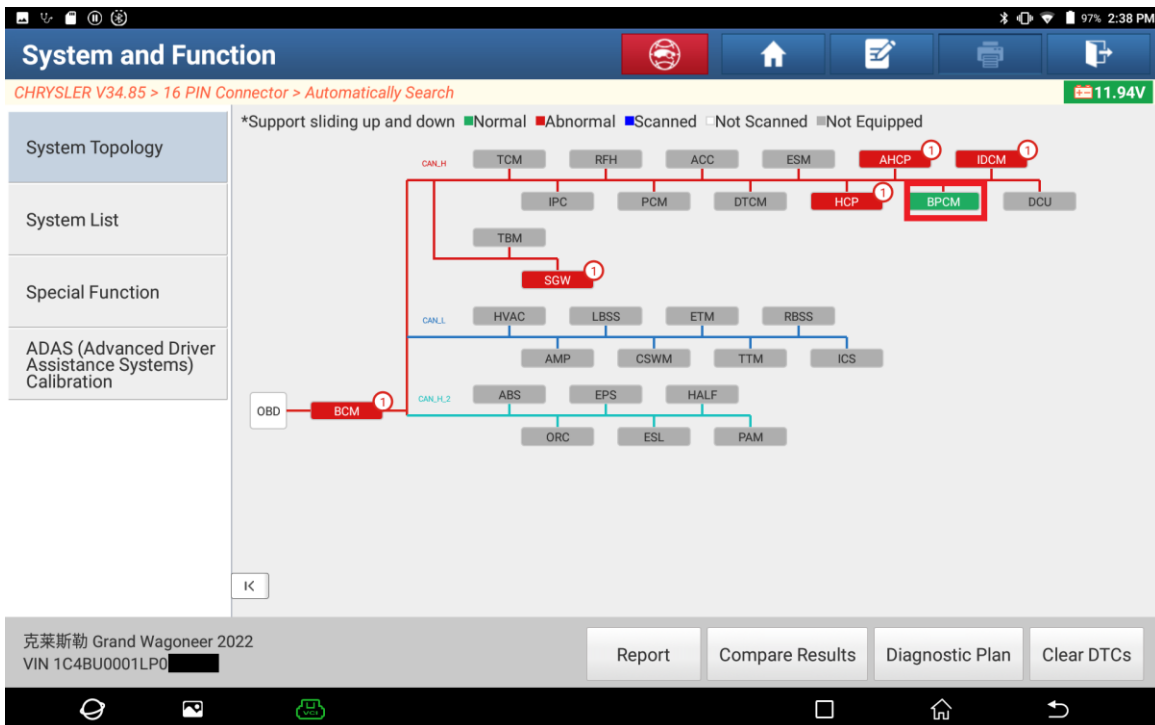 97% 2:38 PM
System and Function
CHRYSLER V34.85 > 16 PIN Connector > Automatically Search
11.94V
*Support sliding up and down Normal Abnormal Scanned Not Scanned Not Equipped
System Topology
System List
Special Function
ADAS (Advanced Driver
Assistance Systems)
Calibration
CAN_H
TCM RFH ACC ESM AHCP 1 IDCM 1
IPC PCM DTCM HCP 1 BPCM DCU
TBM
SGW 1
CAN_L
HVAC LBSS ETM RBSS
AMP CSWM TTM ICS
CAN_H_2
ABS EPS HALF
OBD BCM 1
ORC ESL PAM
克莱斯勒 Grand Wagoneer 2022
VIN 1C4BU0001LP0
Report Compare Results Diagnostic Plan Clear DTCs
VCI